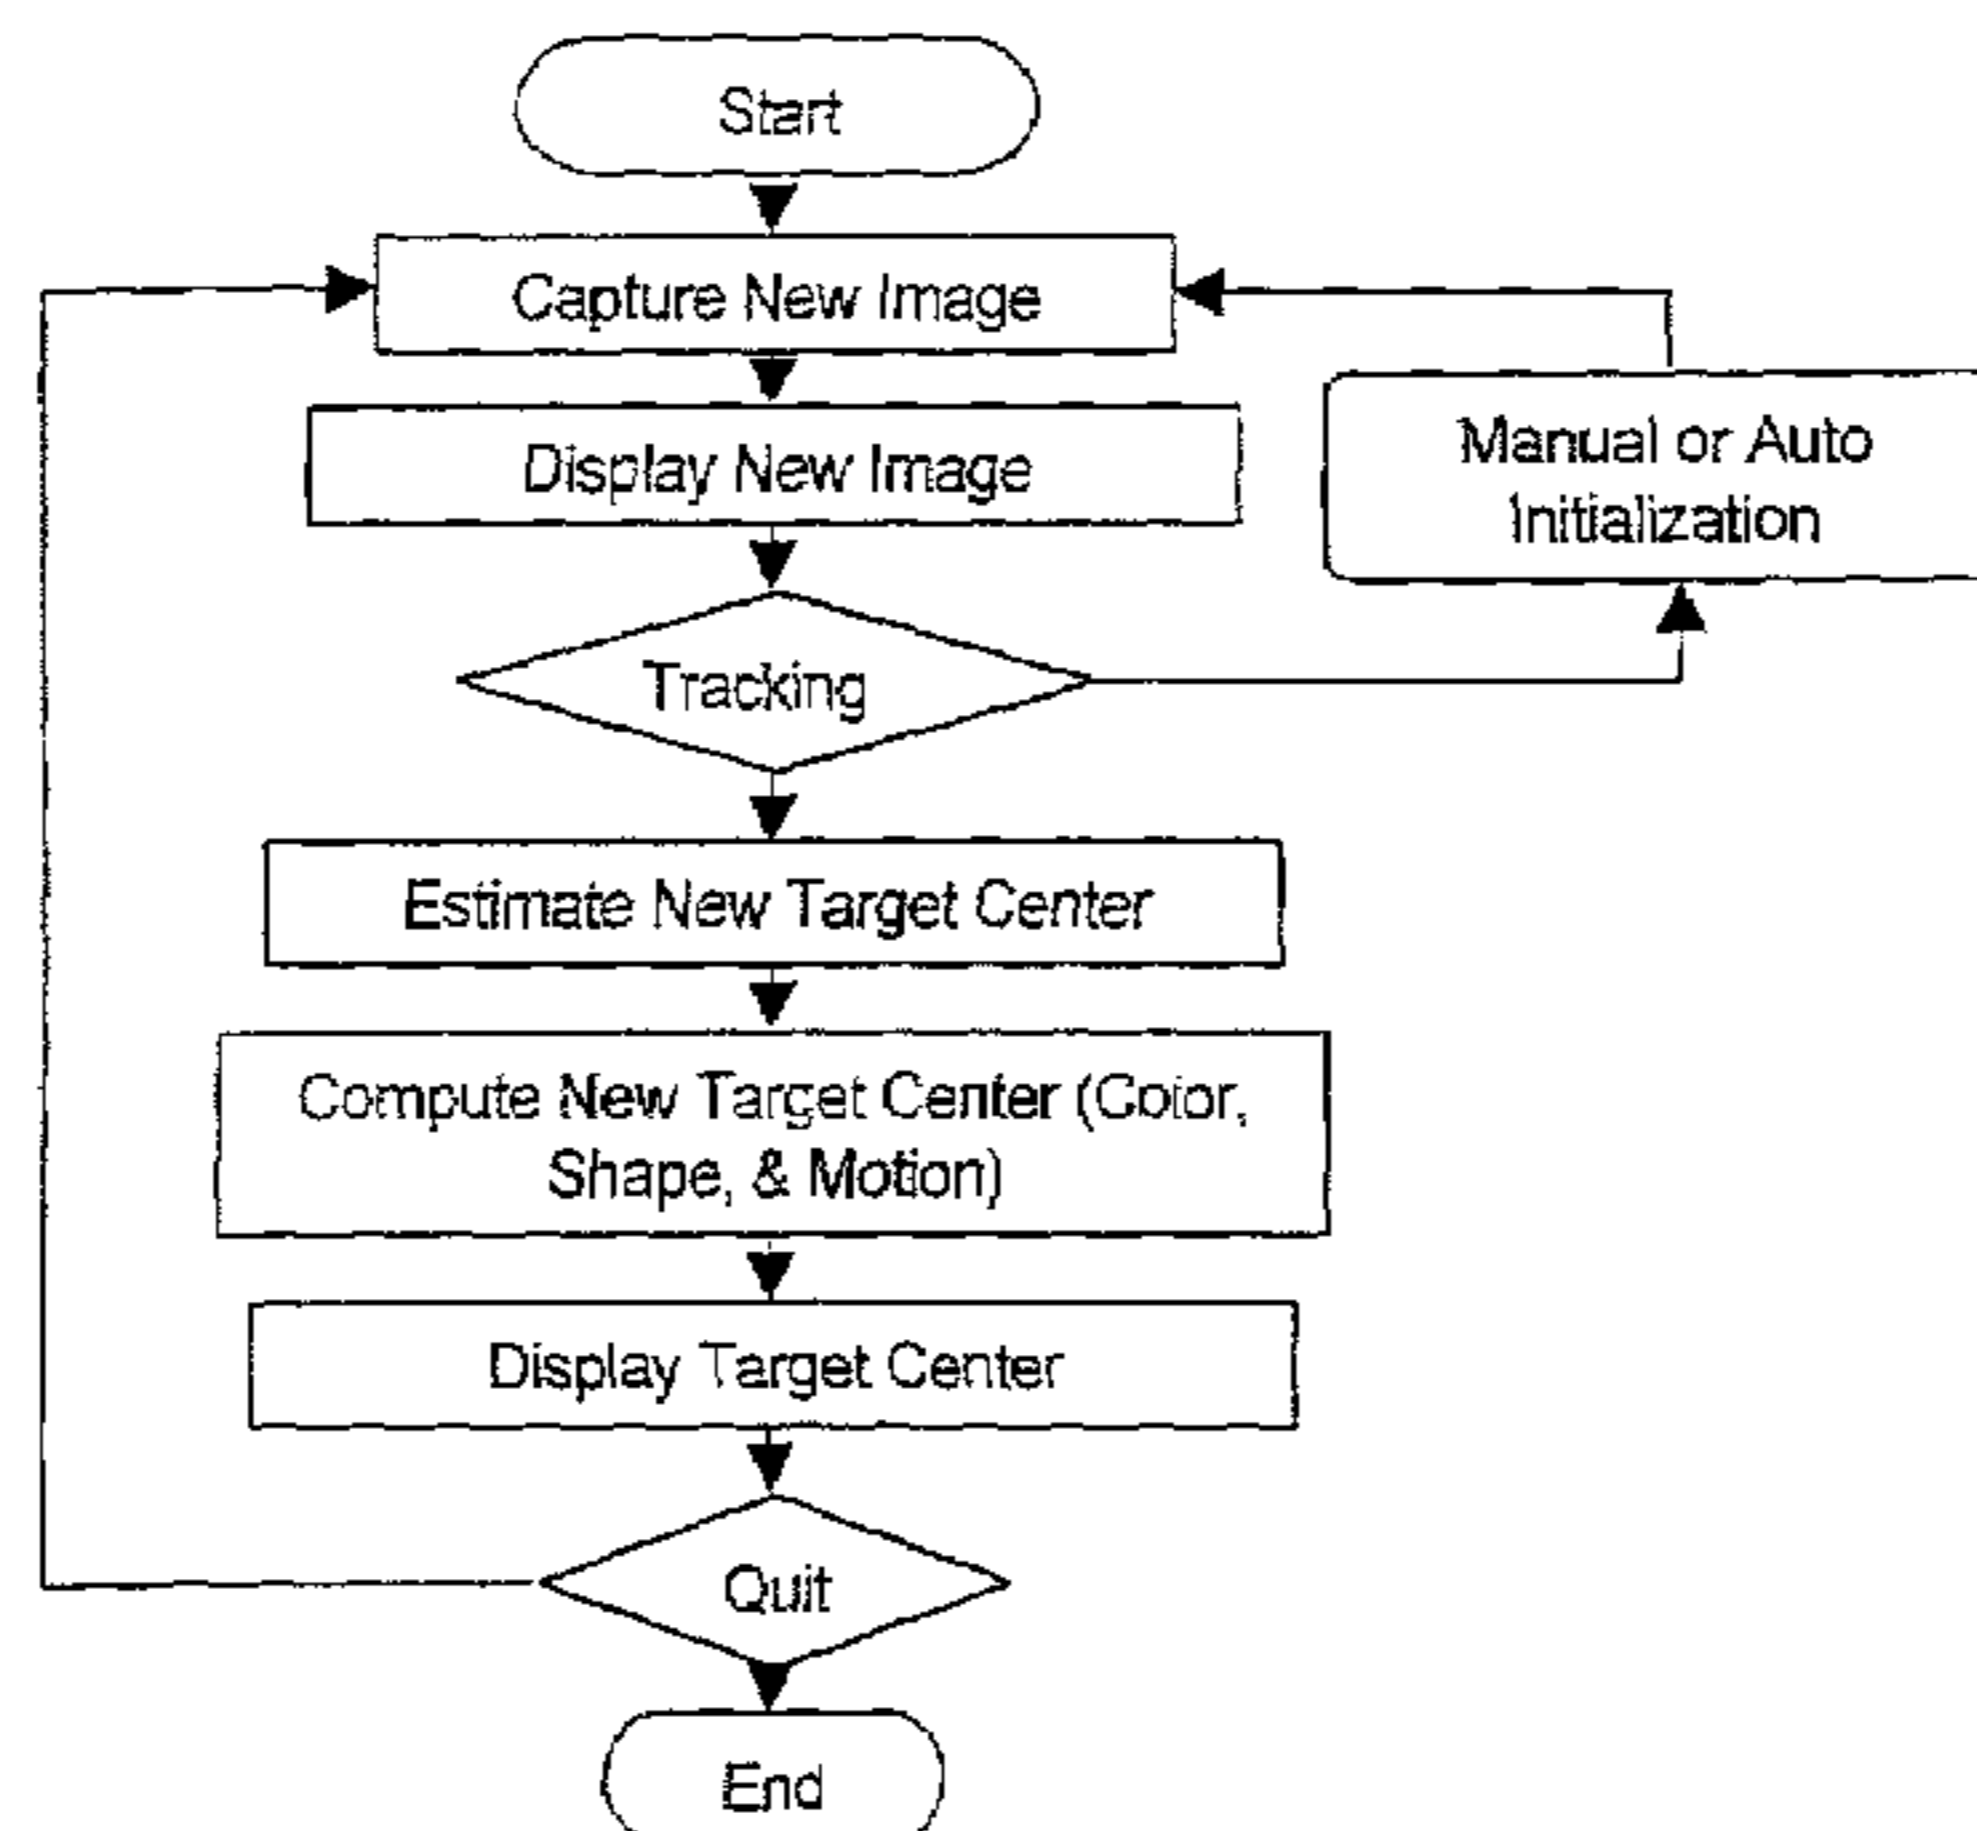 Start
Capture New Image
Display New Image
Manual or Auto
Initialization
Tracking
Estimate New Target Center
Compute New Target Center (Color,
Shape, & Motion)
Display Target Center
Quit
End